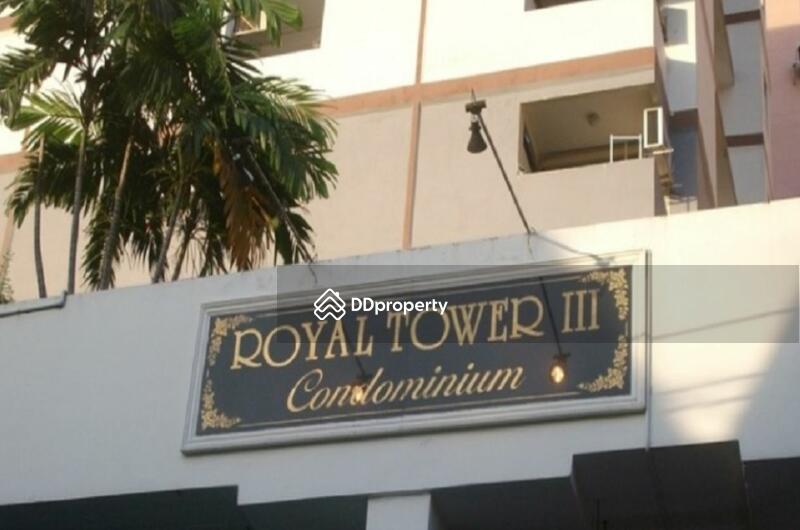 DDproperty
ROYAL TOWER III
Condominium